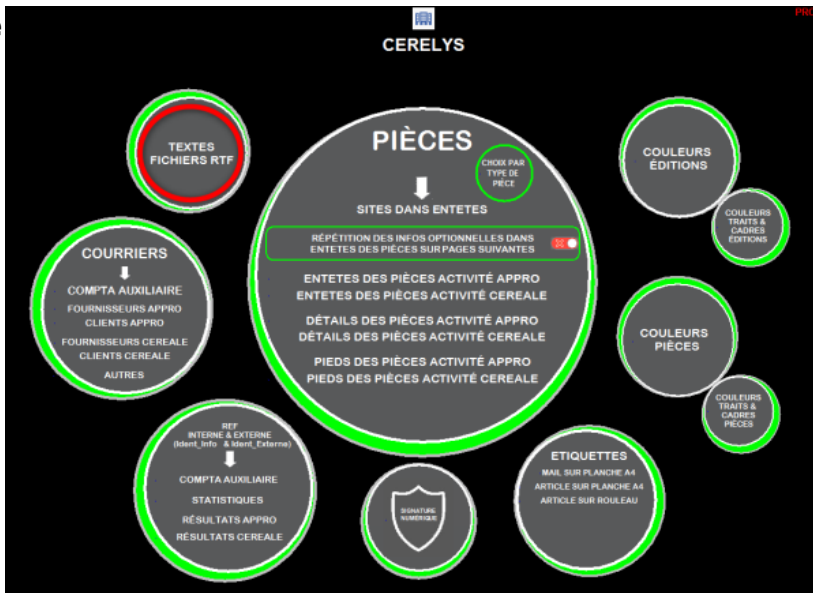 PRO
CERELYS
TEXTES
FICHIERS RTF
PIÈCES
CHOIX PAR
TYPE DE
PIÈCE
SITES DANS ENTETES
RÉPÉTITION DES INFOS OPTIONNELLES DANS
ENTETES DES PIÈCES SUR PAGES SUIVANTES
ENTETES DES PIÈCES ACTIVITÉ APPRO
ENTETES DES PIÈCES ACTIVITÉ CEREALE
DÉTAILS DES PIÈCES ACTIVITÉ APPRO
DÉTAILS DES PIÈCES ACTIVITÉ CEREALE
PIEDS DES PIÈCES ACTIVITÉ APPRO
PIEDS DES PIÈCES ACTIVITÉ CEREALE
COULEURS
ÉDITIONS
COULEURS
TRAITS &
CADRES
ÉDITIONS
COURRIERS
COMPTA AUXILIAIRE
FOURNISSEURS APPRO
CLIENTS APPRO
FOURNISSEURS CEREALE
CLIENTS CEREALE
AUTRES
COULEURS
PIÈCES
COULEURS
TRAITS &
CADRES
PIÈCES
REF
INTERNE & EXTERNE
(Ident_Info & Ident_Externe)
COMPTA AUXILIAIRE
STATISTIQUES
RÉSULTATS APPRO
RÉSULTATS CEREALE
SIGNATURE
NUMÉRIQUE
ETIQUETTES
MAIL SUR PLANCHE A4
ARTICLE SUR PLANCHE A4
ARTICLE SUR ROULEAU